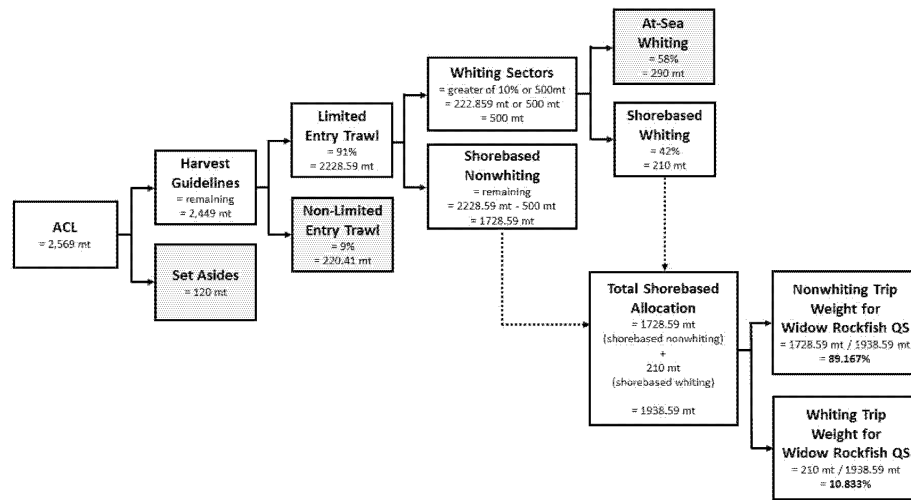 ACL
= 2,569 mt
Harvest
Guidelines
= remaining
= 2,449 mt
Set Asides
= 120 mt
Limited
Entry Trawl
= 91%
= 2228.59 mt
Non-Limited
Entry Trawl
= 9%
= 220.41 mt
Whiting Sectors
= greater of 10% or 500mt
= 222.859 mt or 500 mt
= 500 mt
Shorebased
Nonwhiting
= remaining
= 2228.59 mt - 500 mt
= 1728.59 mt
At-Sea
Whiting
= 58%
= 290 mt
Shorebased
Whiting
= 42%
= 210 mt
Total Shorebased
Allocation
= 1728.59 mt
(shorebased nonwhiting)
+
210 mt
(shorebased whiting)
= 1938.59 mt
Nonwhiting Trip
Weight for
Widow Rockfish QS
= 1728.59 mt / 1938.59 mt
= 89.167%
Whiting Trip
Weight for
Widow Rockfish QS
= 210 mt / 1938.59 mt
= 10.833%